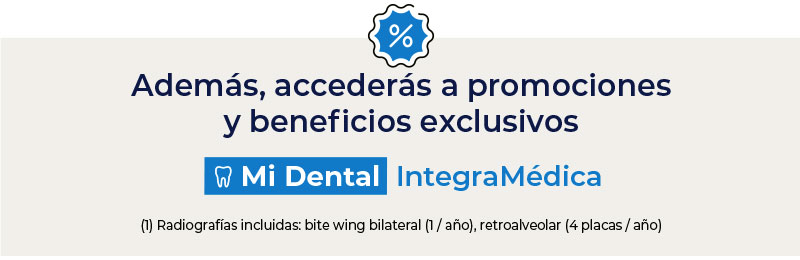 %
Además, accederás a promociones
y beneficios exclusivos
Mi Dental IntegraMédica
(1) Radiografías incluidas: bite wing bilateral (1 / año), retroalveolar (4 placas / año)